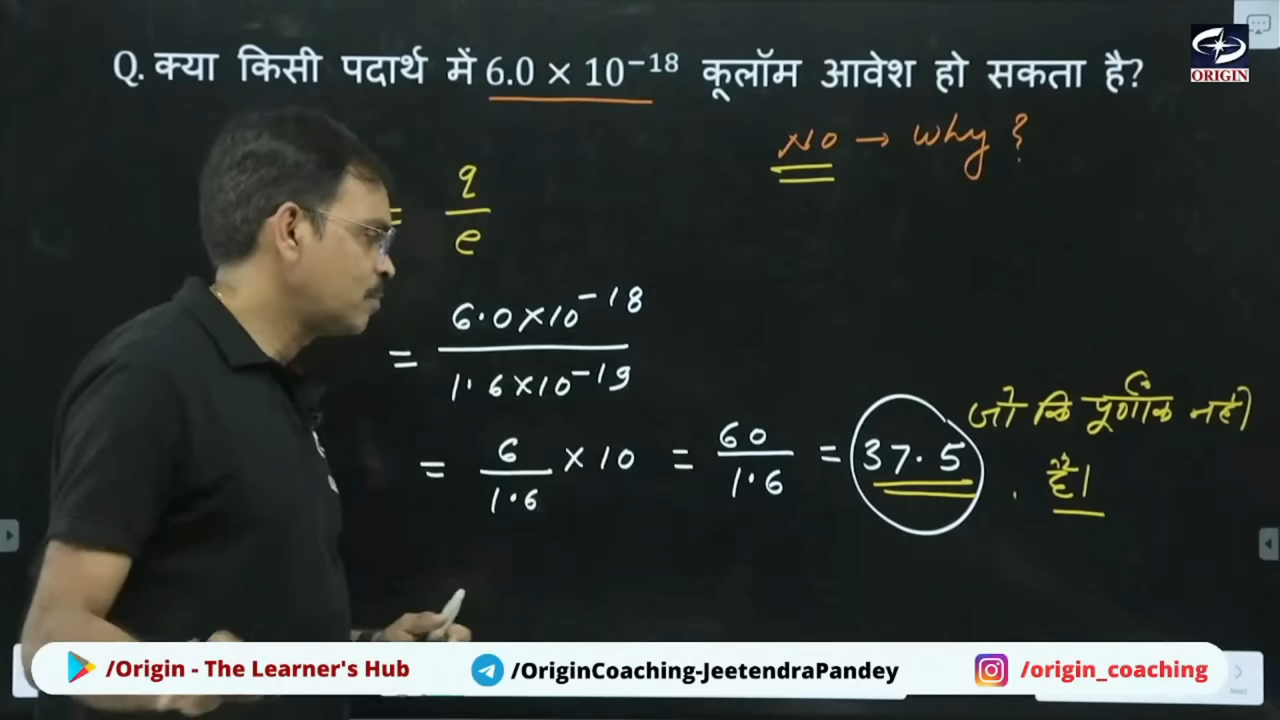 Q. क्या किसी पदार्थ में 6.0 × 10⁻¹⁸ कूलॉम आवेश हो सकता है?
ORIGIN
No → Why ?
= q/e
= 6.0×10⁻¹⁸ / 1.6×10⁻¹⁹
= 6/1.6 × 10 = 60/1.6 = 37.5 जो कि पूर्णांक नहीं
है।
/Origin - The Learner's Hub
/OriginCoaching-JeetendraPandey
/origin_coaching
Next